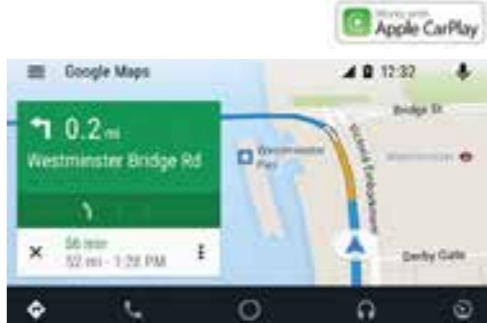 Works with
Apple CarPlay
Google Maps
12:32
Bridge St
0.2 mi
Westminster Bridge Rd
Westminster
Pier
Victoria Embankment
Westminster
56 min
52 mi - 1:28 PM
Derby Gate